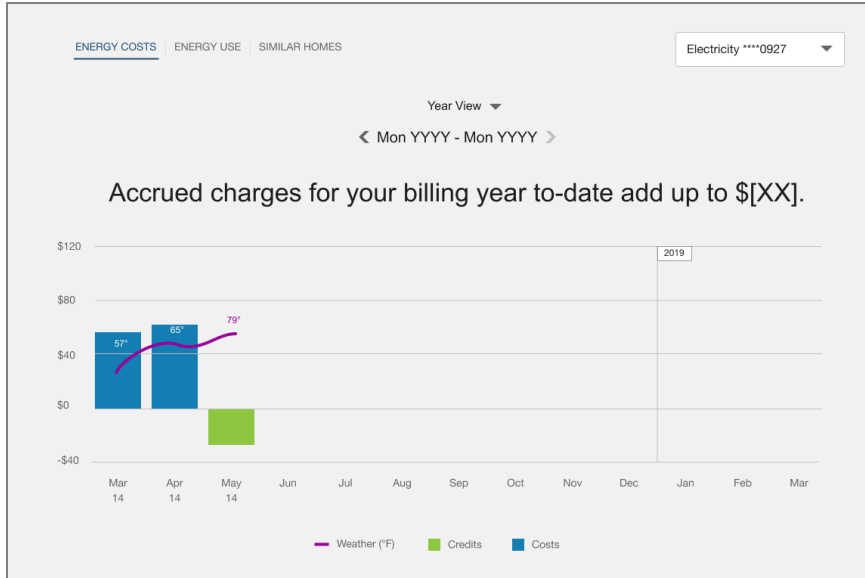 ENERGY COSTS ENERGY USE SIMILAR HOMES
Electricity ****0927
Year View
Mon YYYY - Mon YYYY
Accrued charges for your billing year to-date add up to $[XX].
$120
2019
$80
79°
65°
57°
$40
$0
-$40
Mar Apr May Jun Jul Aug Sep Oct Nov Dec Jan Feb Mar
14 14 14
Weather (°F) Credits Costs